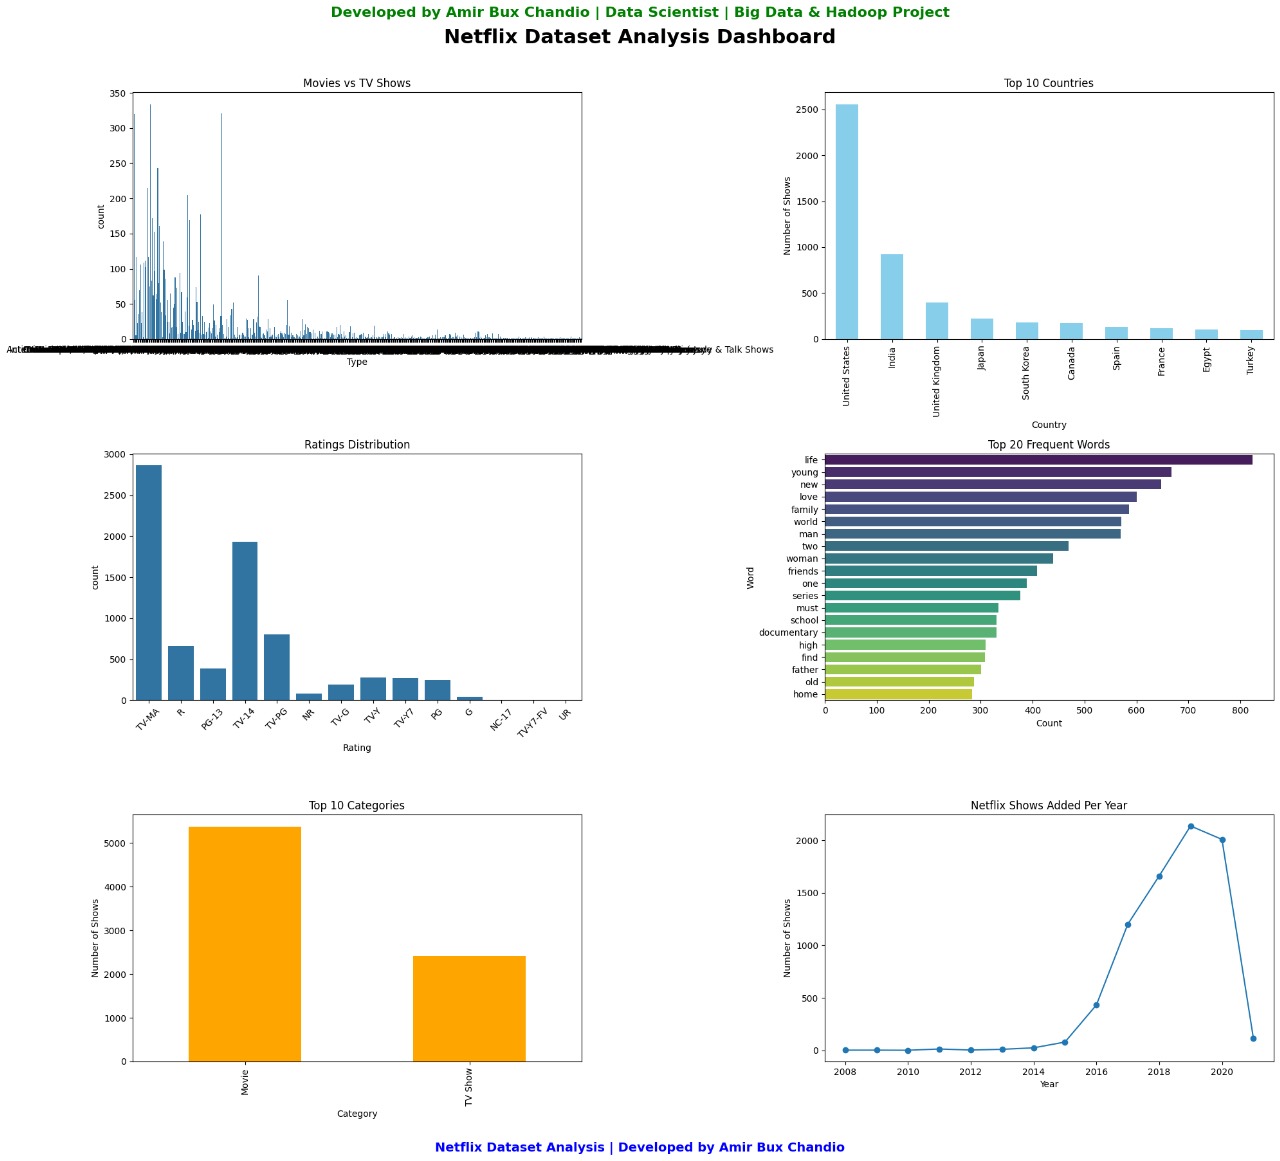 Developed by Amir Bux Chandio | Data Scientist | Big Data & Hadoop Project
Netflix Dataset Analysis Dashboard
Movies vs TV Shows
350
300
250
200
150
100
50
0
count
& Talk Shows
Type
Top 10 Countries
2500
2000
1500
1000
500
0
Number of Shows
United States
India
United Kingdom
Japan
South Korea
Canada
Spain
France
Egypt
Turkey
Country
Ratings Distribution
3000
2500
2000
1500
1000
500
0
count
TV-MA
R
PG-13
TV-14
TV-PG
NR
TV-G
TV-Y
TV-Y7
PG
G
NC-17
TV-Y7-FV
UR
Rating
Top 20 Frequent Words
life
young
new
love
family
world
man
two
woman
friends
one
series
must
school
documentary
high
find
father
old
home
Word
0 100 200 300 400 500 600 700 800
Count
Top 10 Categories
5000
4000
3000
2000
1000
0
Number of Shows
Movie
TV Show
Category
Netflix Shows Added Per Year
2000
1500
1000
500
0
Number of Shows
2008 2010 2012 2014 2016 2018 2020
Year
Netflix Dataset Analysis | Developed by Amir Bux Chandio